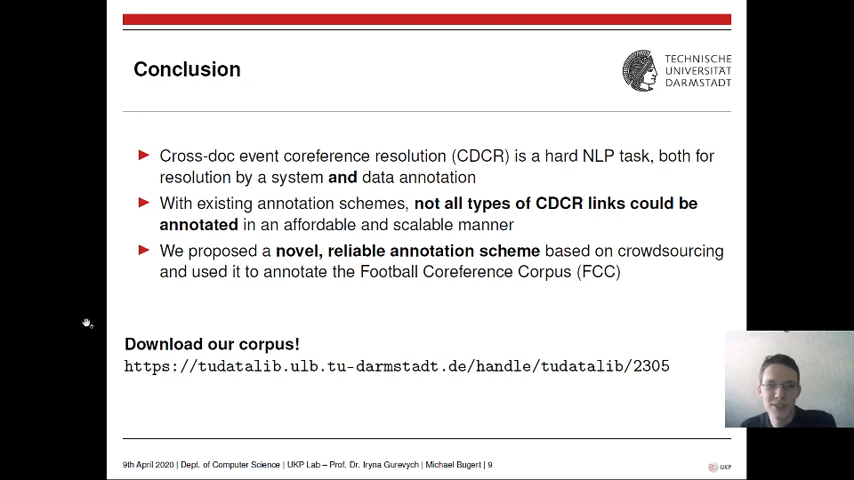 Conclusion
TECHNISCHE
UNIVERSITÄT
DARMSTADT
Cross-doc event coreference resolution (CDCR) is a hard NLP task, both for
resolution by a system and data annotation
With existing annotation schemes, not all types of CDCR links could be
annotated in an affordable and scalable manner
We proposed a novel, reliable annotation scheme based on crowdsourcing
and used it to annotate the Football Coreference Corpus (FCC)
Download our corpus!
https://tudatalib.ulb.tu-darmstadt.de/handle/tudatalib/2305
9th April 2020 | Dept. of Computer Science | UKP Lab – Prof. Dr. Iryna Gurevych | Michael Bugert | 9
UKP